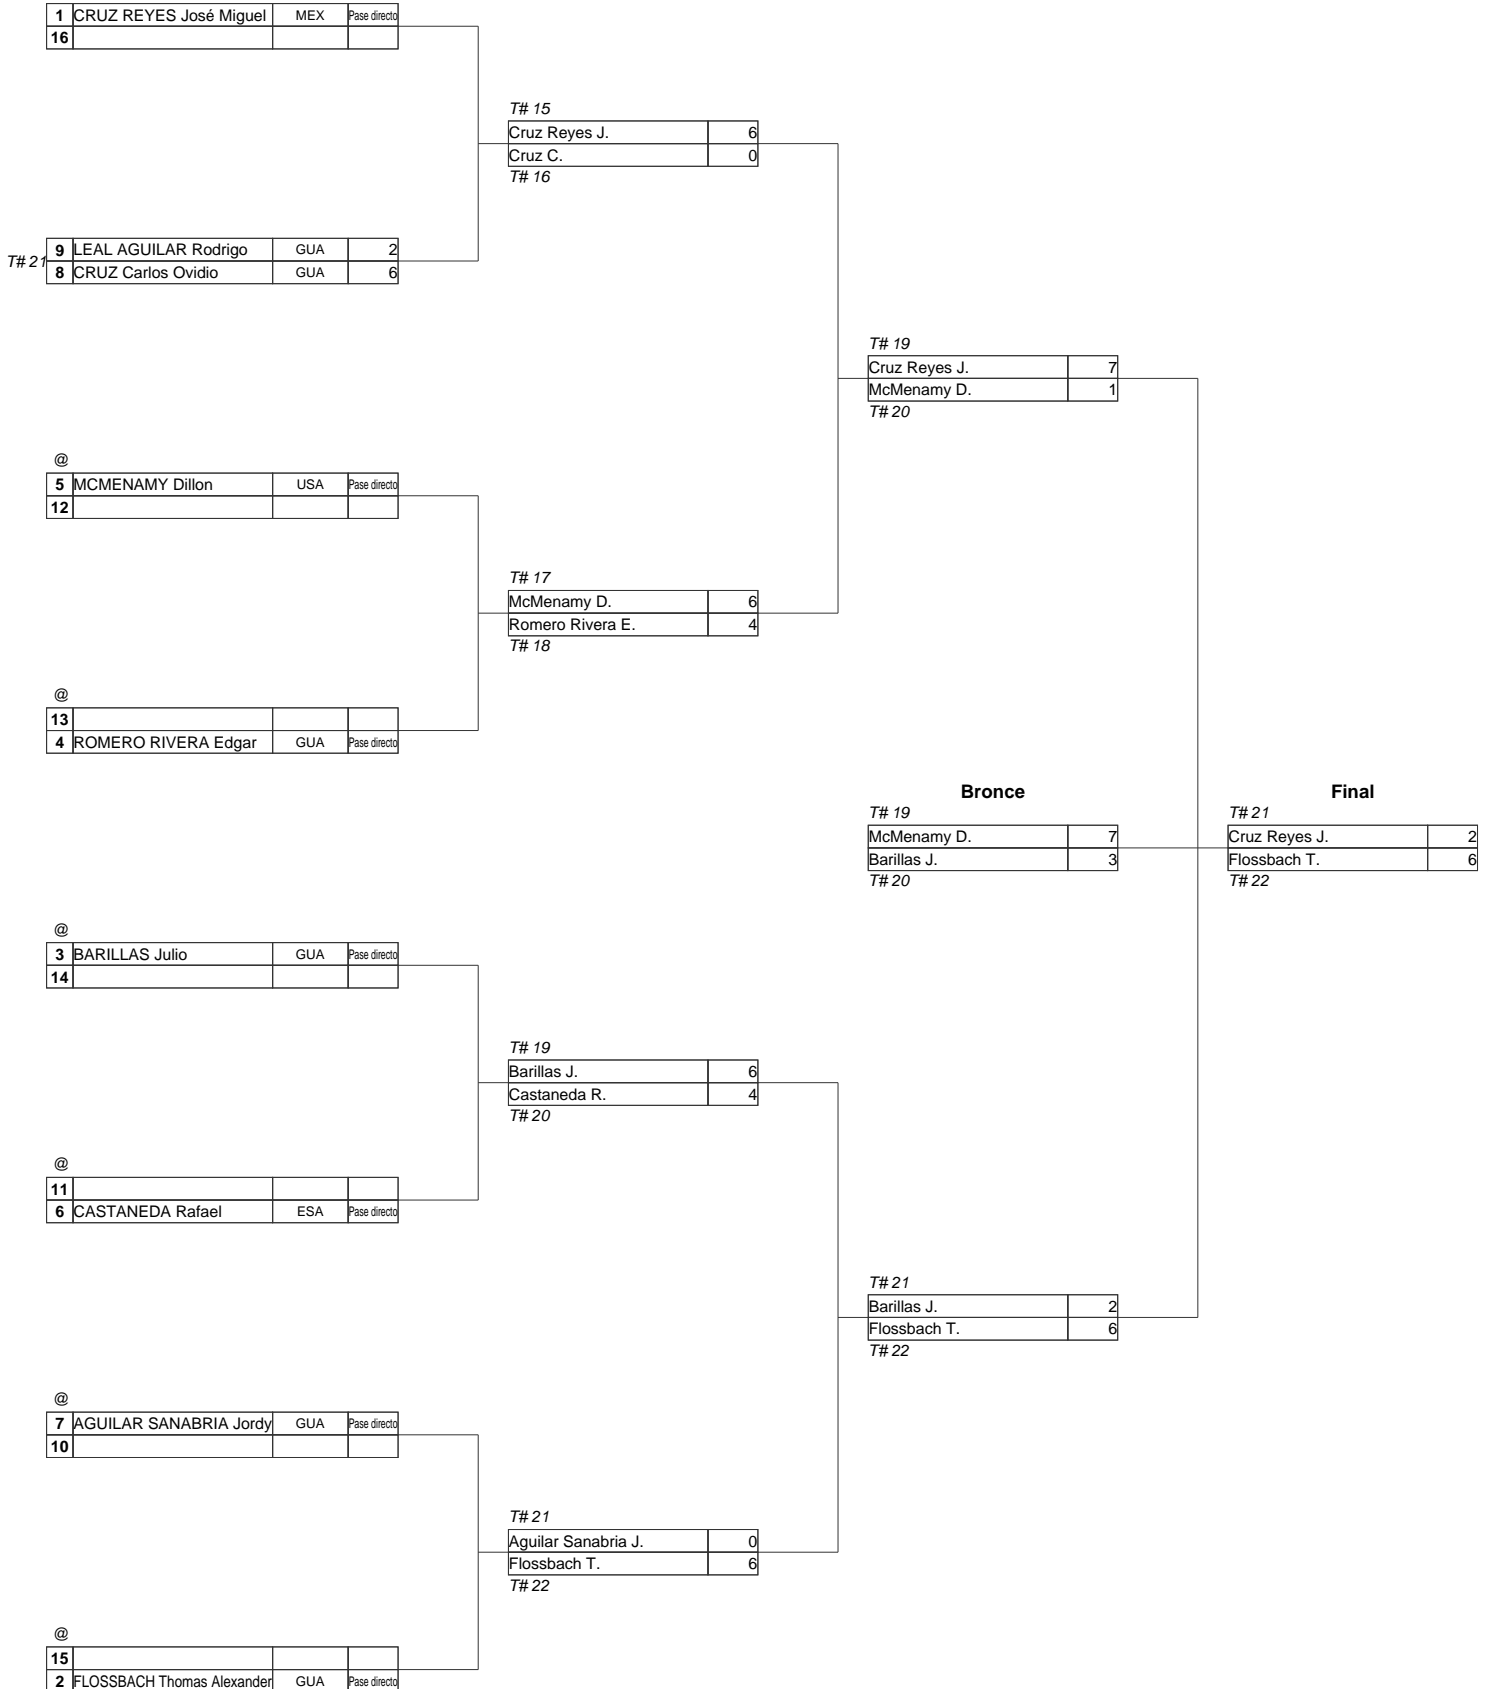 1 CRUZ REYES José Miguel MEX Pase directo
16
T# 15
Cruz Reyes J. 6
Cruz C. 0
T# 16
9 LEAL AGUILAR Rodrigo GUA 2
T# 21
8 CRUZ Carlos Ovidio GUA 6
T# 19
Cruz Reyes J. 7
McMenamy D. 1
T# 20
@
5 MCMENAMY Dillon USA Pase directo
12
T# 17
McMenamy D. 6
Romero Rivera E. 4
T# 18
@
13
4 ROMERO RIVERA Edgar GUA Pase directo
Bronce Final
T# 19 T# 21
McMenamy D. 7 Cruz Reyes J. 2
Barillas J. 3 Flossbach T. 6
T# 20 T# 22
@
3 BARILLAS Julio GUA Pase directo
14
T# 19
Barillas J. 6
Castaneda R. 4
T# 20
@
11
6 CASTANEDA Rafael ESA Pase directo
T# 21
Barillas J. 2
Flossbach T. 6
T# 22
@
7 AGUILAR SANABRIA Jordy GUA Pase directo
10
T# 21
Aguilar Sanabria J. 0
Flossbach T. 6
T# 22
@
15
2 FLOSSBACH Thomas Alexander GUA Pase directo